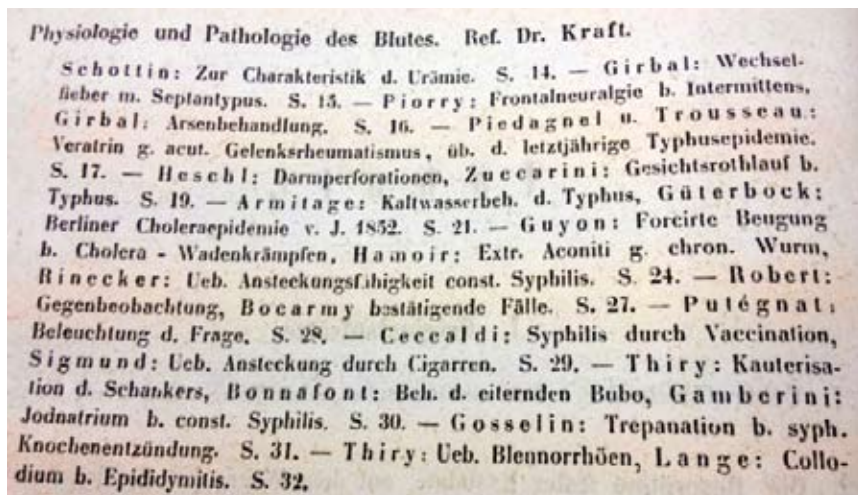 Physiologie und Pathologie des Blutes. Ref. Dr. Kraft.
Schottin: Zur Charakteristik d. Urämie. S. 14. — Girbal: Wechsel-
fieber m. Septantypus. S. 15. — Piorry: Frontalneuralgie b. Intermittens,
Girbal: Arsenbehandlung. S. 16. — Piedagnel u. Trousseau:
Veratrin g. acut. Gelenksrheumatismus, üb. d. letztjährige Typhusepidemie.
S. 17. — Heschl: Darmperforationen, Zuccarini: Gesichtsrothlauf b.
Typhus. S. 19. — Armitage: Kaltwasserbeh. d. Typhus, Güterbock:
Berliner Choleraepidemie v. J. 1852. S. 21. — Guyon: Forcirte Beugung
b. Cholera - Wadenkrämpfen, Hamoir: Extr. Aconiti g. chron. Wurm,
Rinecker: Ueb. Ansteckungsfähigkeit const. Syphilis. S. 24. — Robert:
Gegenbeobachtung, Bocarmy bestätigende Fälle. S. 27. — Putégnat:
Beleuchtung d. Frage. S. 28. — Ceccaldi: Syphilis durch Vaccination,
Sigmund: Ueb. Ansteckung durch Cigarren. S. 29. — Thiry: Kauterisa-
tion d. Schankers, Bonnafont: Beh. d. eiternden Bubo, Gamberini:
Jodnatrium b. const. Syphilis. S. 30. — Gosselin: Trepanation b. syph.
Knochenentzündung. S. 31. — Thiry: Ueb. Blennorrhöen, Lange: Collo-
dium b. Epididymitis. S. 32.